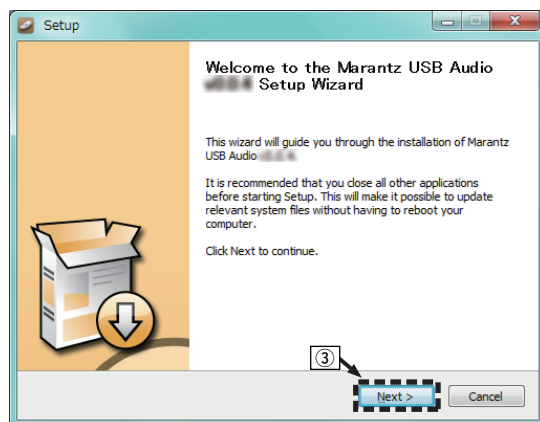 Setup
Welcome to the Marantz USB Audio
Setup Wizard
This wizard will guide you through the installation of Marantz
USB Audio
It is recommended that you close all other applications
before starting Setup. This will make it possible to update
relevant system files without having to reboot your
computer.
Click Next to continue.
③
Next >
Cancel